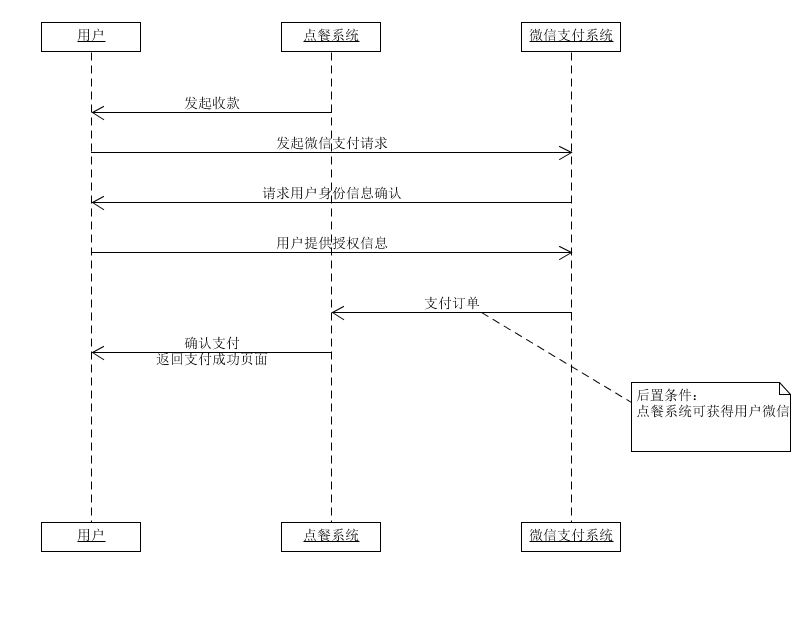 用户
点餐系统
微信支付系统
发起收款
发起微信支付请求
请求用户身份信息确认
用户提供授权信息
支付订单
确认支付
返回支付成功页面
后置条件：
点餐系统可获得用户微信
用户
点餐系统
微信支付系统